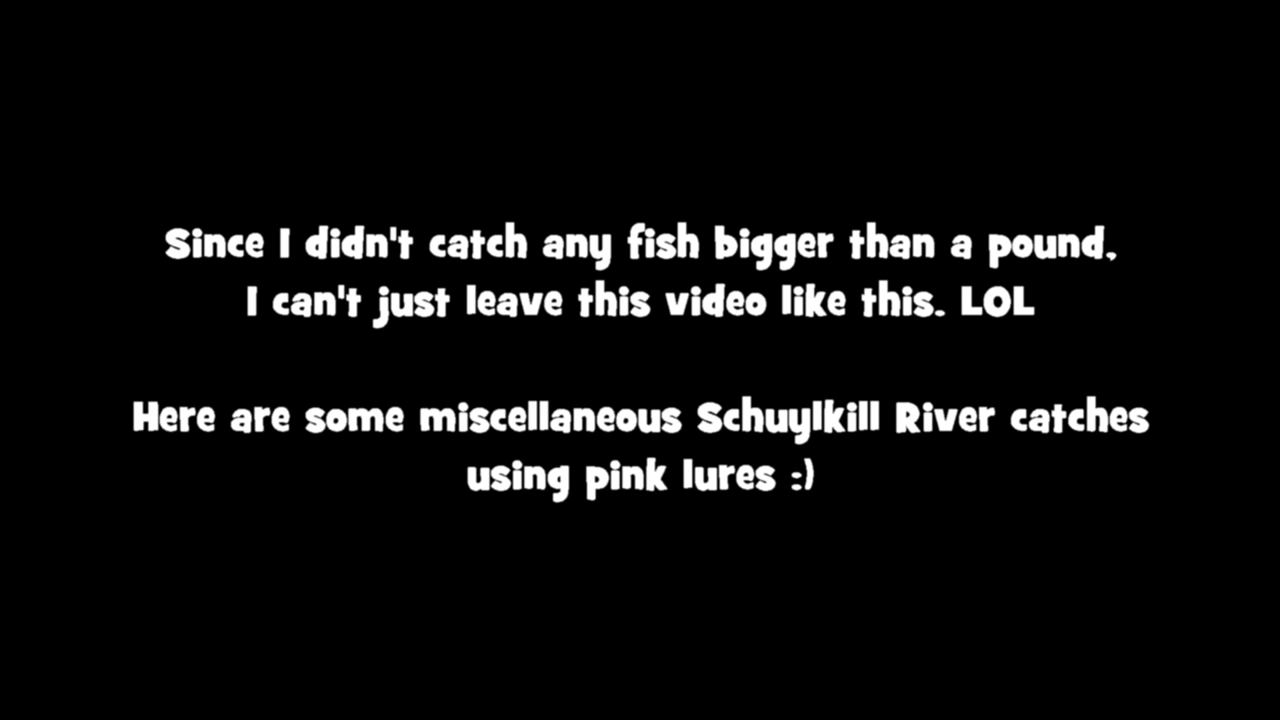 Since I didn't catch any fish bigger than a pound,
I can't just leave this video like this. LOL
Here are some miscellaneous Schuylkill River catches
using pink lures :)